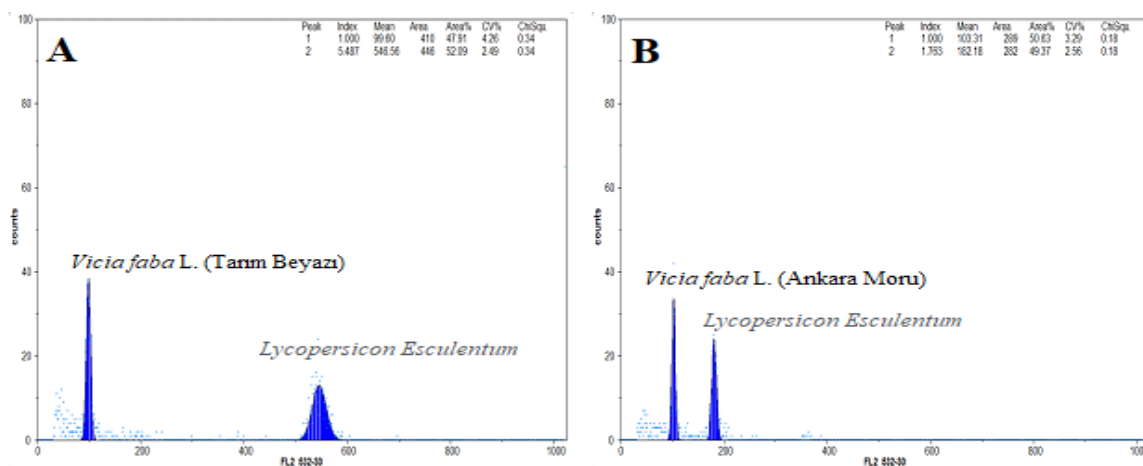 A
Peak Index Mean Area Area% CV% ChiSqu.
1 1.000 99.60 410 47.91 4.26 0.34
2 5.487 546.56 446 52.09 2.49 0.34
100
80
60
40
20
0
counts
Vicia faba L. (Tarım Beyazı)
Lycopersicon Esculentum
0 200 400 600 800 1000
FL2 532-30
B
Peak Index Mean Area Area% CV% ChiSqu.
1 1.000 103.31 289 50.63 3.29 0.18
2 1.763 182.18 282 49.37 2.56 0.18
100
80
60
40
20
0
counts
Vicia faba L. (Ankara Moru)
Lycopersicon Esculentum
0 200 400 600 800 100
FL2 532-30